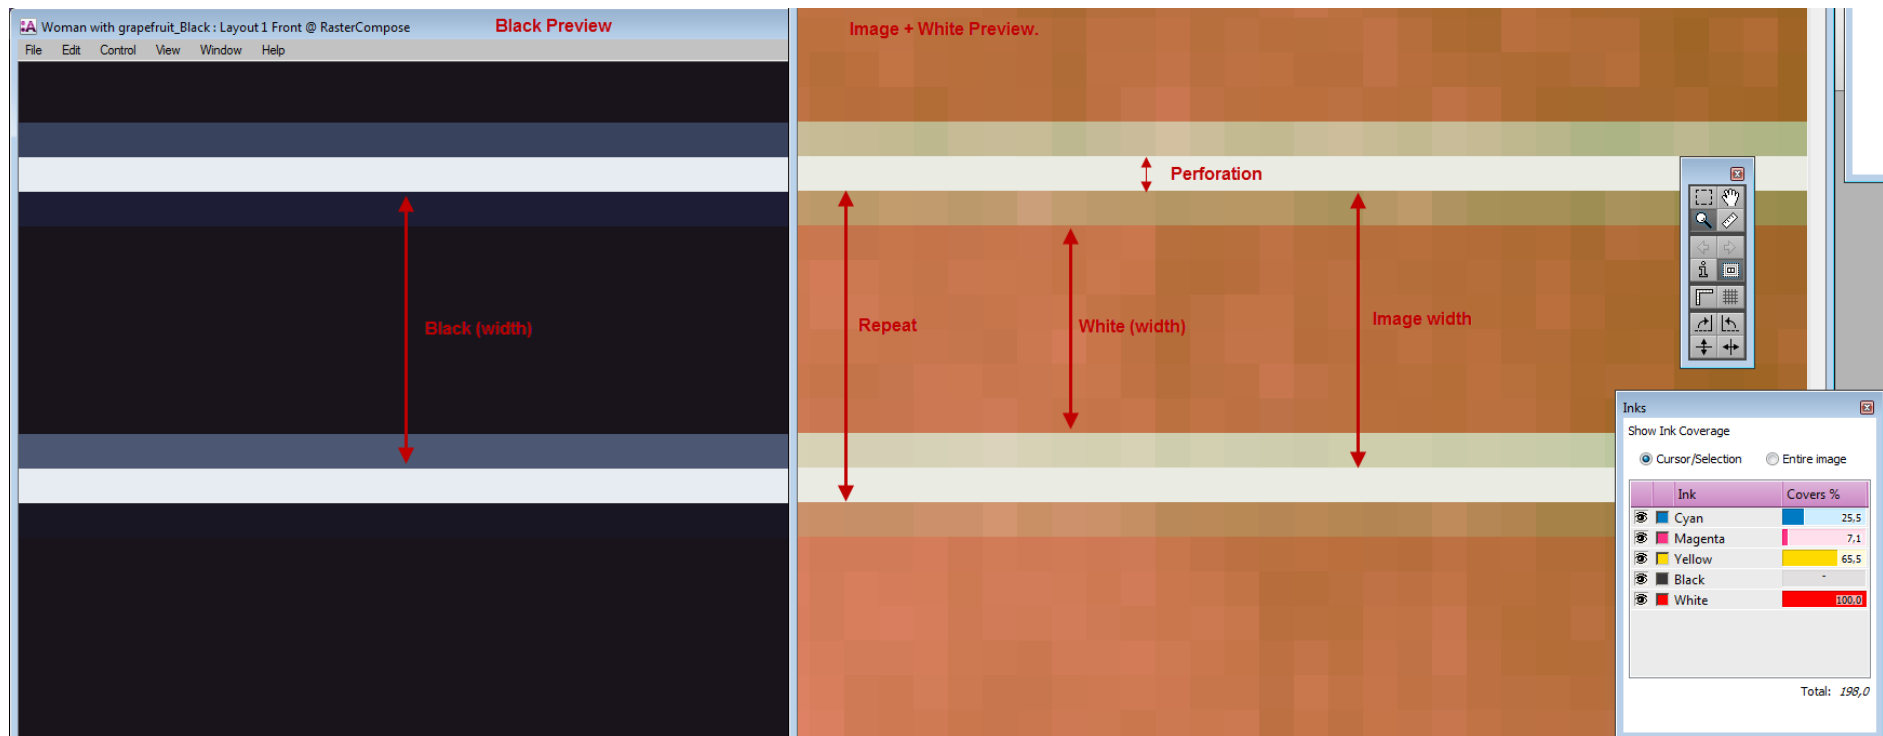 :A Woman with grapefruit_Black : Layout 1 Front @ RasterCompose
Black Preview
File Edit Control View Window Help
Image + White Preview.
Perforation
Black (width)
Repeat
White (width)
Image width
Inks
Show Ink Coverage
Cursor/Selection Entire image
Ink Covers %
Cyan 25,5
Magenta 7,1
Yellow 65,5
Black -
White 100,0
Total: 198,0